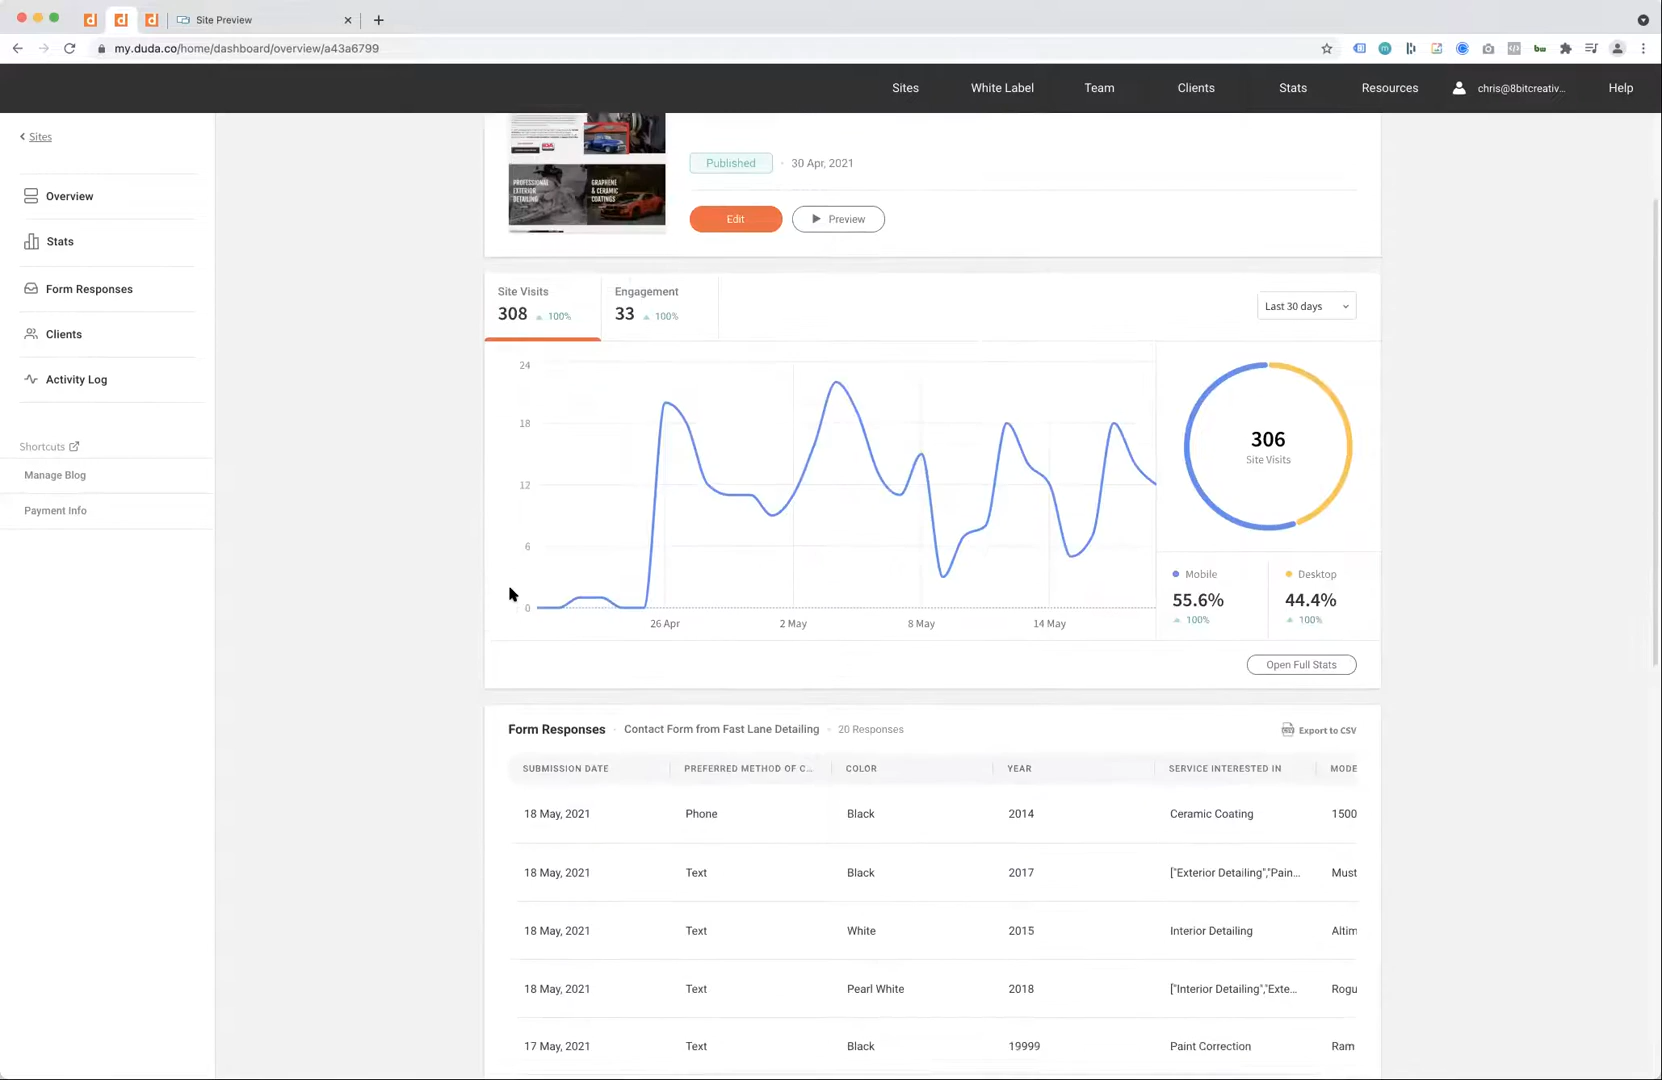 Site Preview
my.duda.co/home/dashboard/overview/a43a6799
Sites White Label Team Clients Stats Resources chris@8bitcreativ... Help
Sites
Overview
Stats
Form Responses
Clients
Activity Log
Shortcuts
Manage Blog
Payment Info
PROFESSIONAL
EXTERIOR
DETAILING
GRAPHENE
& CERAMIC
COATINGS
Published · 30 Apr, 2021
Edit Preview
Site Visits
308 100%
Engagement
33 100%
Last 30 days
24
18
12
6
0
26 Apr 2 May 8 May 14 May
306
Site Visits
Mobile
55.6%
100%
Desktop
44.4%
100%
Open Full Stats
Form Responses · Contact Form from Fast Lane Detailing · 20 Responses
Export to CSV
SUBMISSION DATE PREFERRED METHOD OF C... COLOR YEAR SERVICE INTERESTED IN MODE
18 May, 2021 Phone Black 2014 Ceramic Coating 1500
18 May, 2021 Text Black 2017 ["Exterior Detailing","Pain... Must
18 May, 2021 Text White 2015 Interior Detailing Altim
18 May, 2021 Text Pearl White 2018 ["Interior Detailing","Exte... Rogu
17 May, 2021 Text Black 19999 Paint Correction Ram